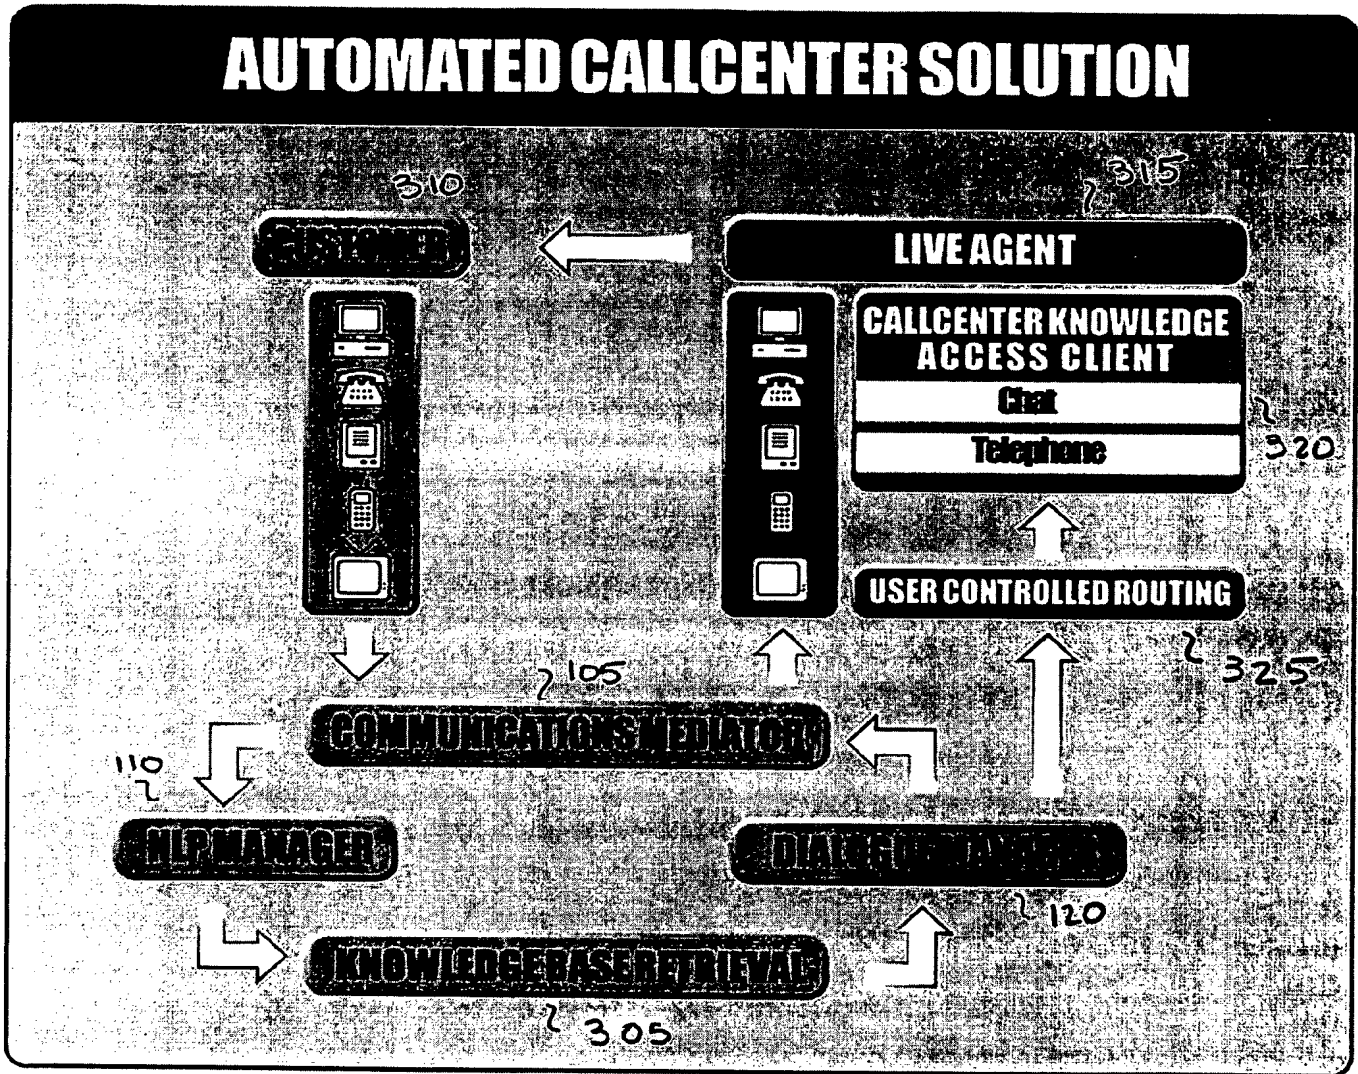 AUTOMATED CALLCENTER SOLUTION
310
CUSTOMER
315
LIVE AGENT
CALLCENTER KNOWLEDGE
ACCESS CLIENT
Chat
Telephone
320
USER CONTROLLED ROUTING
325
105
COMMUNICATIONS MEDIATOR
110
NLP MANAGER
DIALOGUE MANAGER
120
KNOWLEDGE BASE RETRIEVAL
305